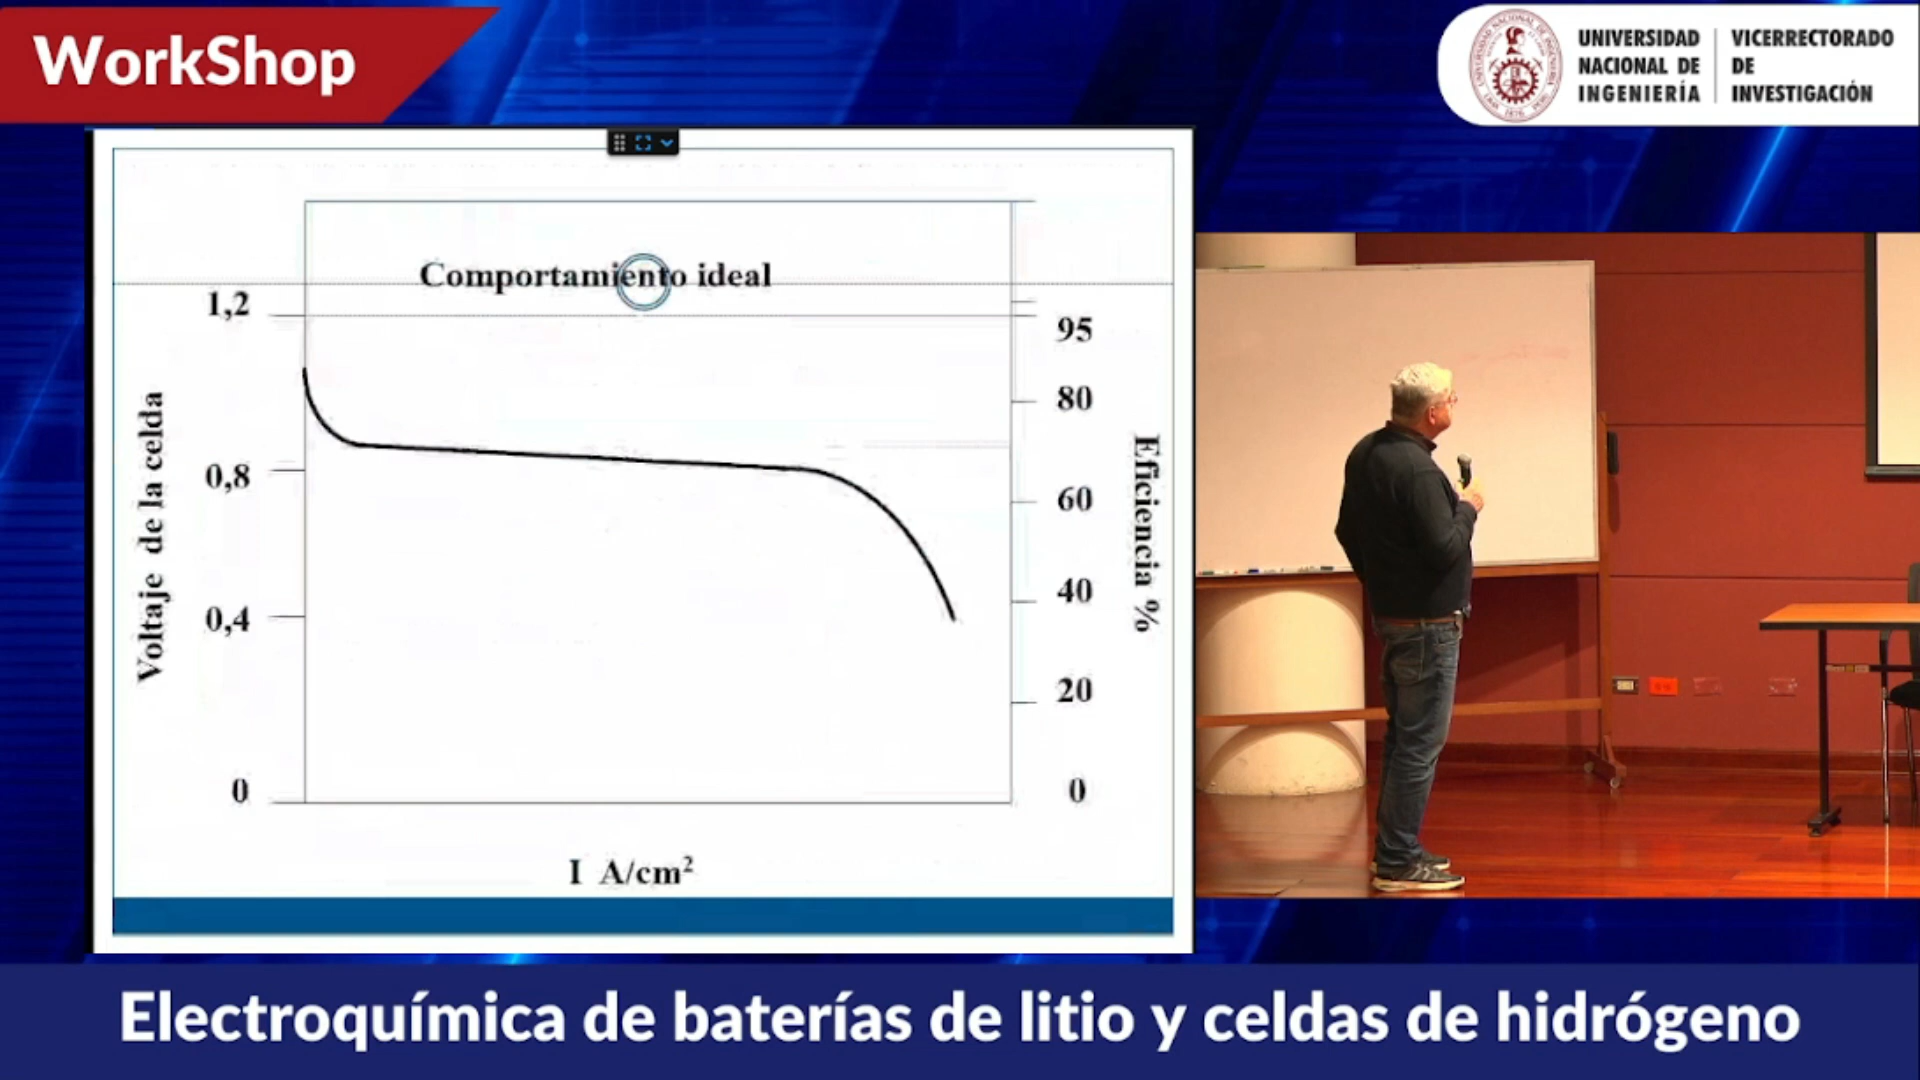 WorkShop
UNIVERSIDAD NACIONAL DE INGENIERÍA
VICERRECTORADO DE INVESTIGACIÓN
Comportamiento ideal
1,2
0,8
0,4
0
Voltaje de la celda
95
80
60
40
20
0
Eficiencia %
I A/cm²
Electroquímica de baterías de litio y celdas de hidrógeno